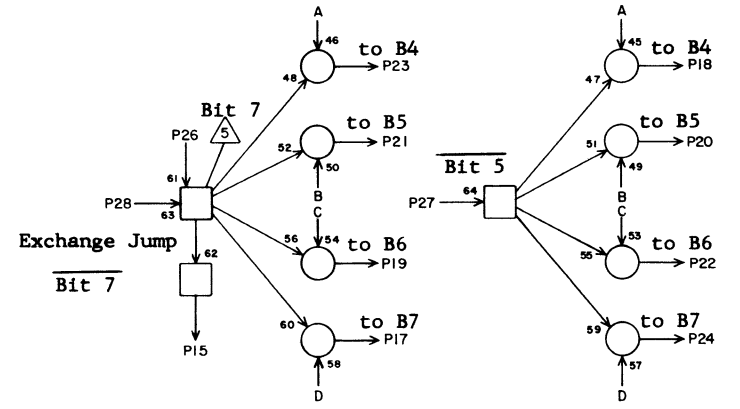 A
46
to B4
P23
48
Bit 7
5
P26
to B5
P21
52
50
61
P28
63
B
C
Exchange Jump
62
56
54
to B6
P19
Bit 7
P15
60
to B7
P17
58
D
A
45
to B4
P18
47
to B5
P20
51
49
Bit 5
64
P27
B
C
53
to B6
P22
55
to B7
P24
59
57
D